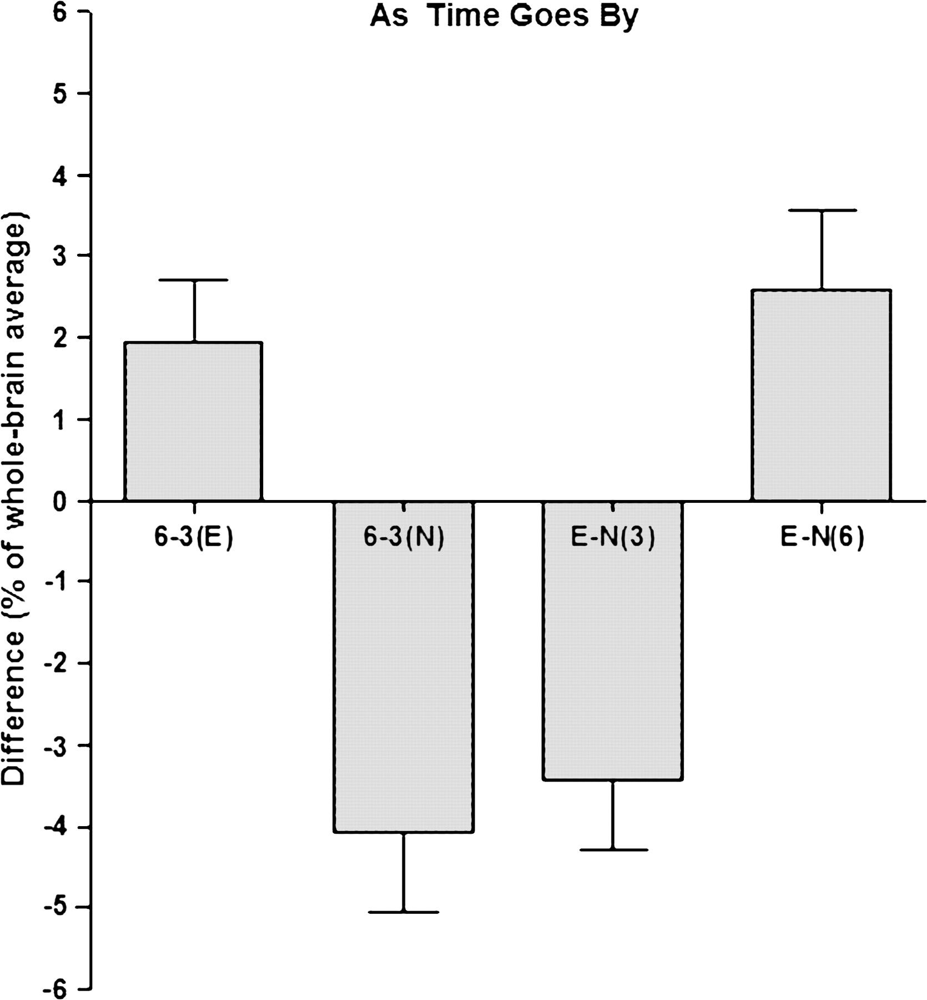 As Time Goes By
Difference (% of whole-brain average)
6
5
4
3
2
1
0
-1
-2
-3
-4
-5
-6
6-3(E)
6-3(N)
E-N(3)
E-N(6)